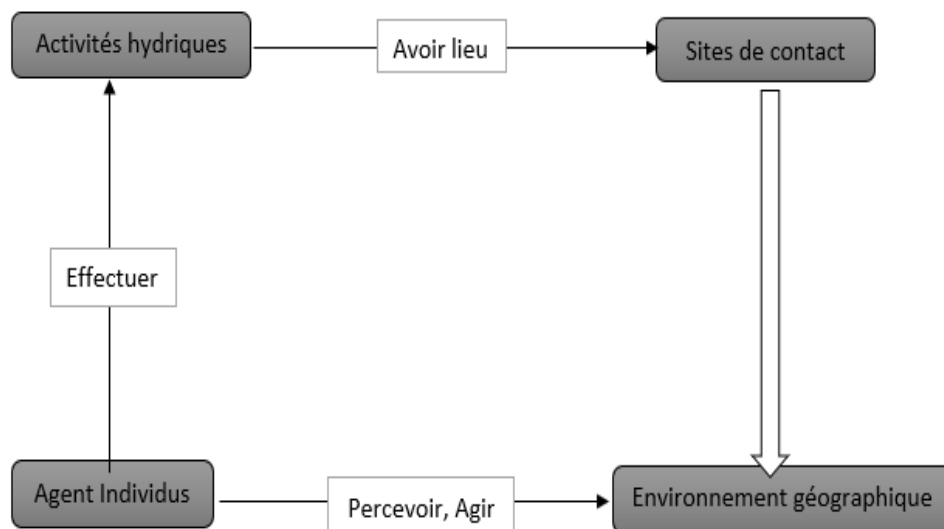 Activités hydriques
Avoir lieu
Sites de contact
Effectuer
Agent Individus
Percevoir, Agir
Environnement géographique